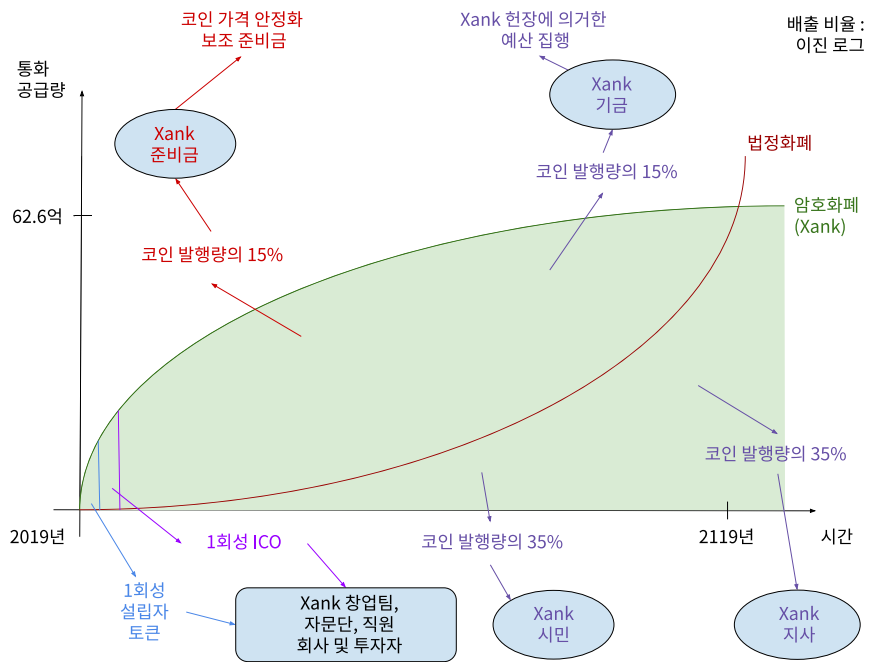 코인 가격 안정화
보조 준비금
Xank 헌장에 의거한
예산 집행
배출 비율 :
이진 로그
통화
공급량
Xank
기금
Xank
준비금
법정화폐
코인 발행량의 15%
62.6억
암호화폐
(Xank)
코인 발행량의 15%
코인 발행량의 35%
2019년
1회성 ICO
코인 발행량의 35%
2119년
시간
1회성
설립자
토큰
Xank 창업팀,
자문단, 직원
회사 및 투자자
Xank
시민
Xank
지사